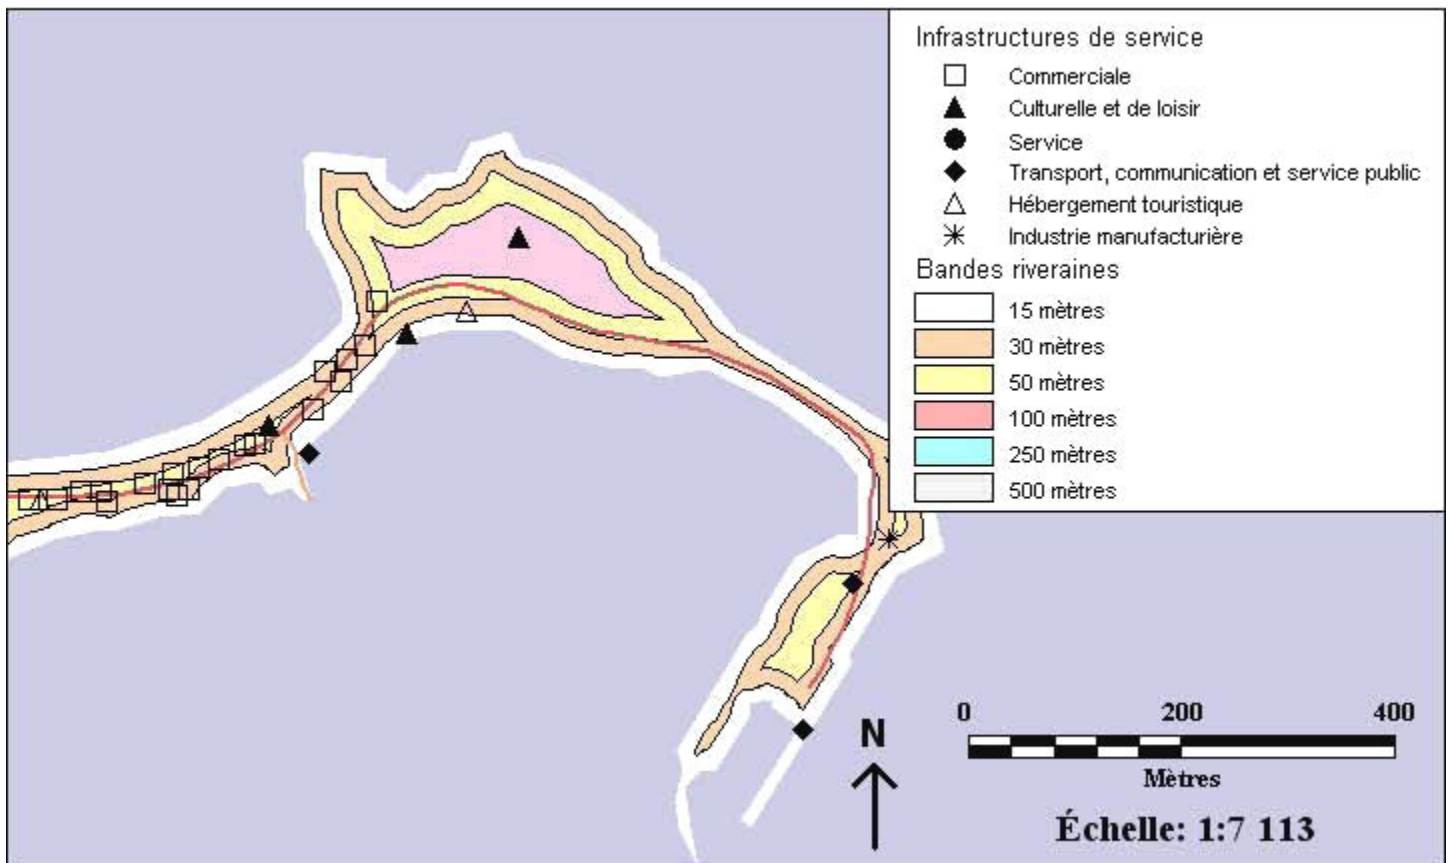 Infrastructures de service
Commerciale
Culturelle et de loisir
Service
Transport, communication et service public
Hébergement touristique
Industrie manufacturière
Bandes riveraines
15 mètres
30 mètres
50 mètres
100 mètres
250 mètres
500 mètres
N
0 200 400
Mètres
Échelle: 1:7 113